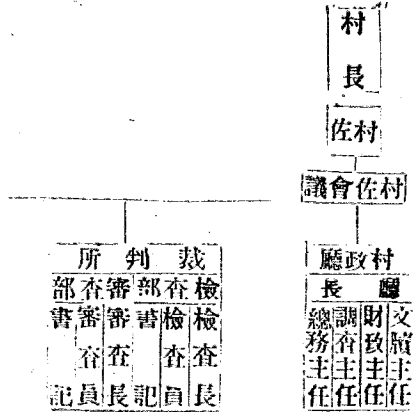 村長
村佐
村佐會議
村政廳
廳長
文牘主任
財政主任
調查主任
總務主任
裁判所
檢查部
檢查長
檢查員
書記
審查部
審查長
審查員
書記